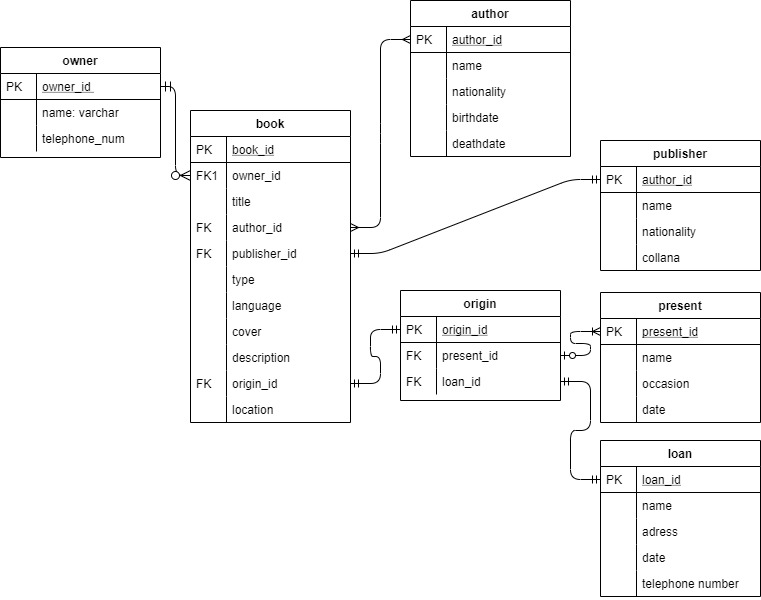 author
PK author_id
name
nationality
birthdate
deathdate
owner
PK owner_id
name: varchar
telephone_num
book
PK book_id
FK1 owner_id
title
FK author_id
FK publisher_id
type
language
cover
description
FK origin_id
location
publisher
PK author_id
name
nationality
collana
origin
PK origin_id
FK present_id
FK loan_id
present
PK present_id
name
occasion
date
loan
PK loan_id
name
adress
date
telephone number